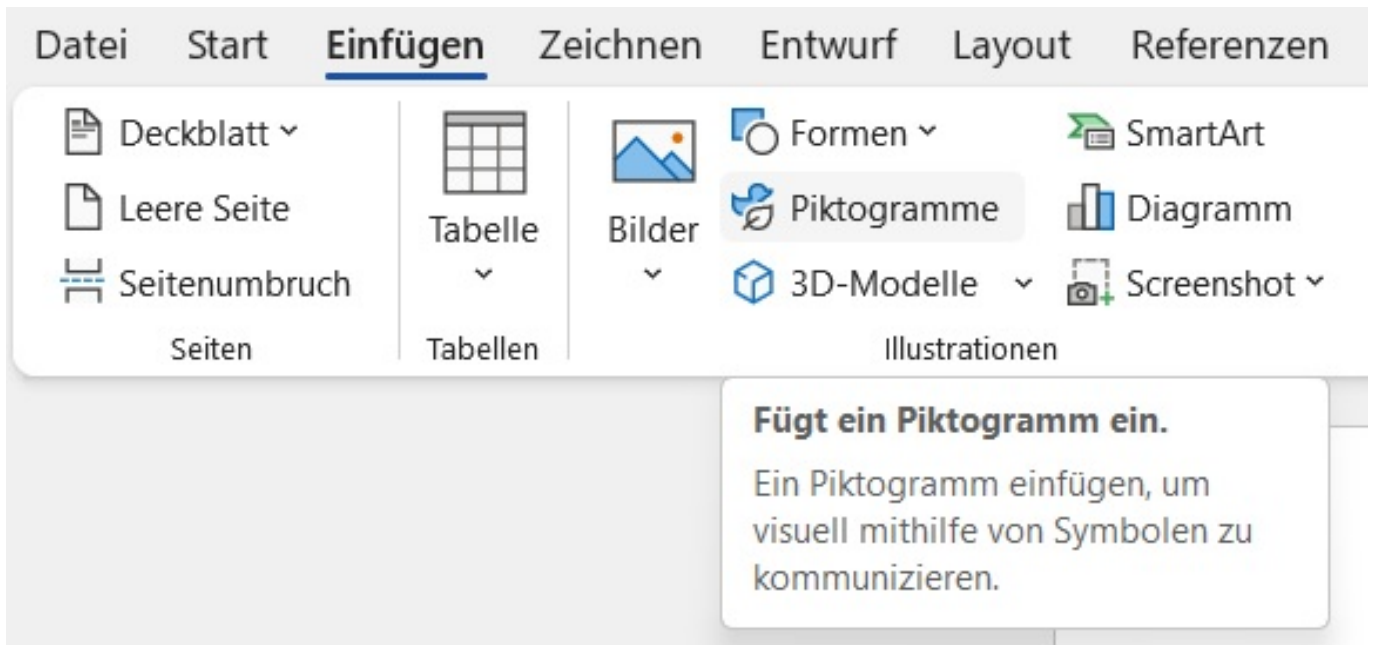 Datei Start Einfügen Zeichnen Entwurf Layout Referenzen
Deckblatt
Leere Seite
Seitenumbruch
Seiten
Tabelle
Tabellen
Bilder
Formen
Piktogramme
3D-Modelle
SmartArt
Diagramm
Screenshot
Illustrationen
Fügt ein Piktogramm ein.
Ein Piktogramm einfügen, um
visuell mithilfe von Symbolen zu
kommunizieren.